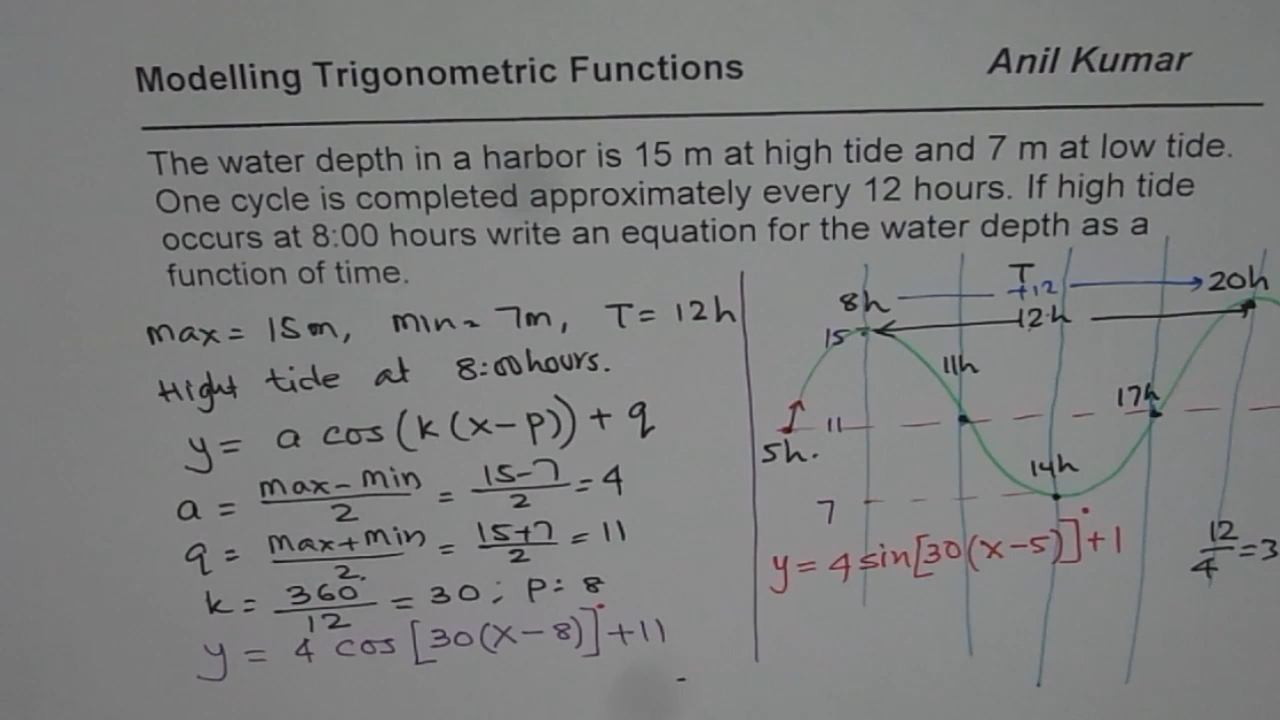 Modelling Trigonometric Functions
Anil Kumar
The water depth in a harbor is 15 m at high tide and 7 m at low tide.
One cycle is completed approximately every 12 hours. If high tide
occurs at 8:00 hours write an equation for the water depth as a
function of time.
max = 15m, min = 7m, T = 12h
Hight tide at 8:00 hours.
y = a cos(k(x-p)) + q
a = max-min/2 = 15-7/2 = 4
q = max+min/2. = 15+7/2 = 11
k = 360°/12 = 30; p: 8
y = 4 cos[30(x-8)]°+11
T
8h +12 20h
15 12h
11h
17h
11
5h.
14h
7
y = 4 sin[30(x-5)]°+1
12/4 = 3